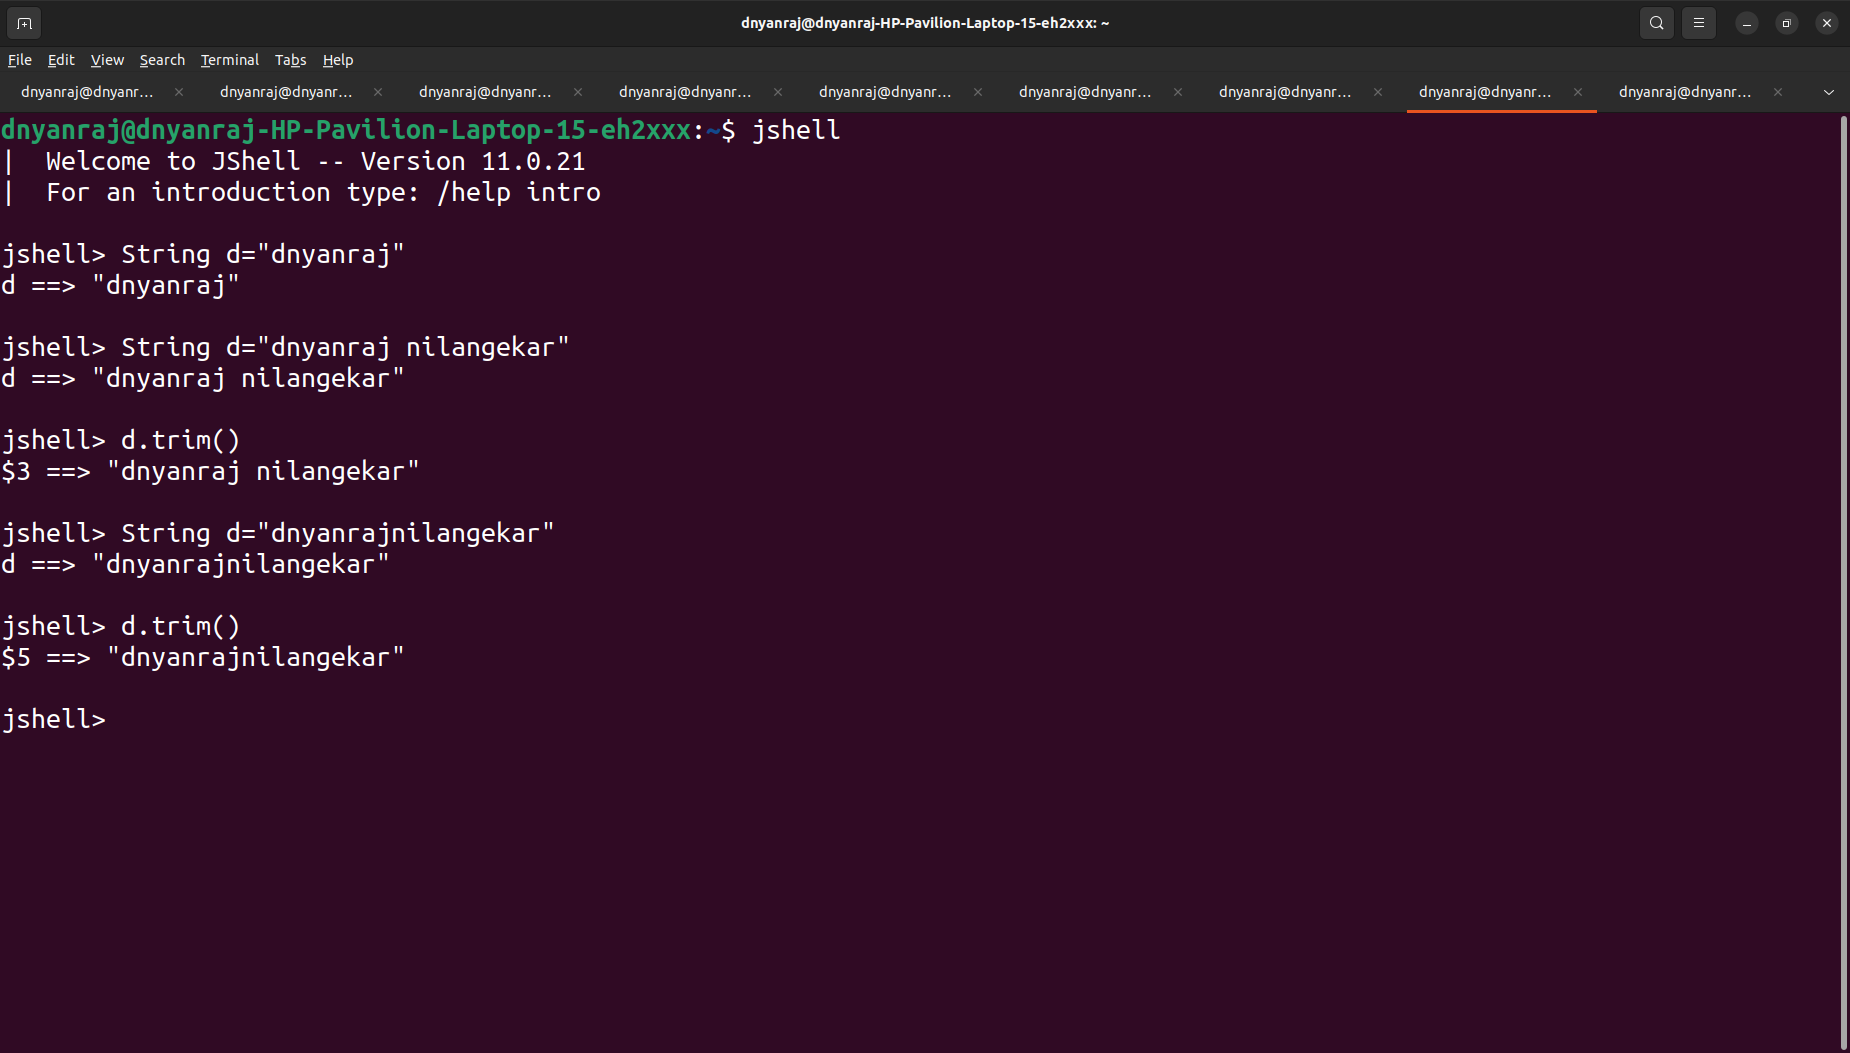 dnyanraj@dnyanraj-HP-Pavilion-Laptop-15-eh2xxx: ~
File Edit View Search Terminal Tabs Help
dnyanraj@dnyanr... dnyanraj@dnyanr... dnyanraj@dnyanr... dnyanraj@dnyanr... dnyanraj@dnyanr... dnyanraj@dnyanr... dnyanraj@dnyanr... dnyanraj@dnyanr... dnyanraj@dnyanr...
dnyanraj@dnyanraj-HP-Pavilion-Laptop-15-eh2xxx:~$ jshell
|  Welcome to JShell -- Version 11.0.21
|  For an introduction type: /help intro
jshell> String d="dnyanraj"
d ==> "dnyanraj"
jshell> String d="dnyanraj nilangekar"
d ==> "dnyanraj nilangekar"
jshell> d.trim()
$3 ==> "dnyanraj nilangekar"
jshell> String d="dnyanrajnilangekar"
d ==> "dnyanrajnilangekar"
jshell> d.trim()
$5 ==> "dnyanrajnilangekar"
jshell>